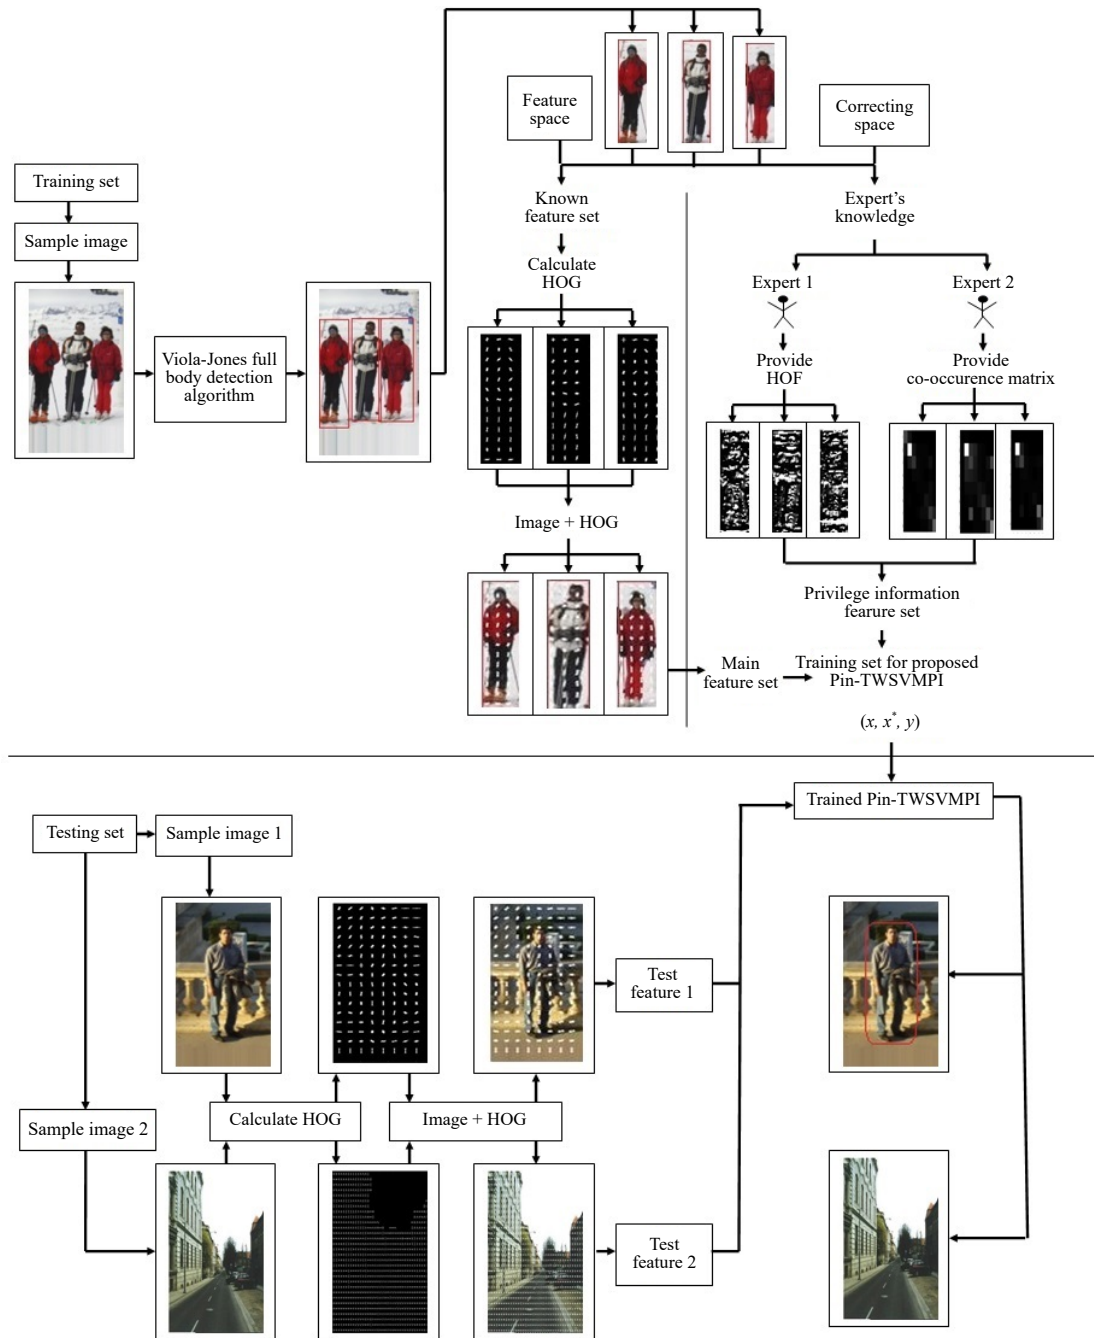 Feature
space
Correcting
space
Training set
Sample image
Viola-Jones full
body detection
algorithm
Known
feature set
Calculate
HOG
Image + HOG
Expert's
knowledge
Expert 1
Expert 2
Provide
HOF
Provide
co-occurence matrix
Privilege information
fearure set
Main
feature set
Training set for proposed
Pin-TWSVMPI
(x, x*, y)
Trained Pin-TWSVMPI
Testing set
Sample image 1
Test
feature 1
Calculate HOG
Image + HOG
Sample image 2
Test
feature 2